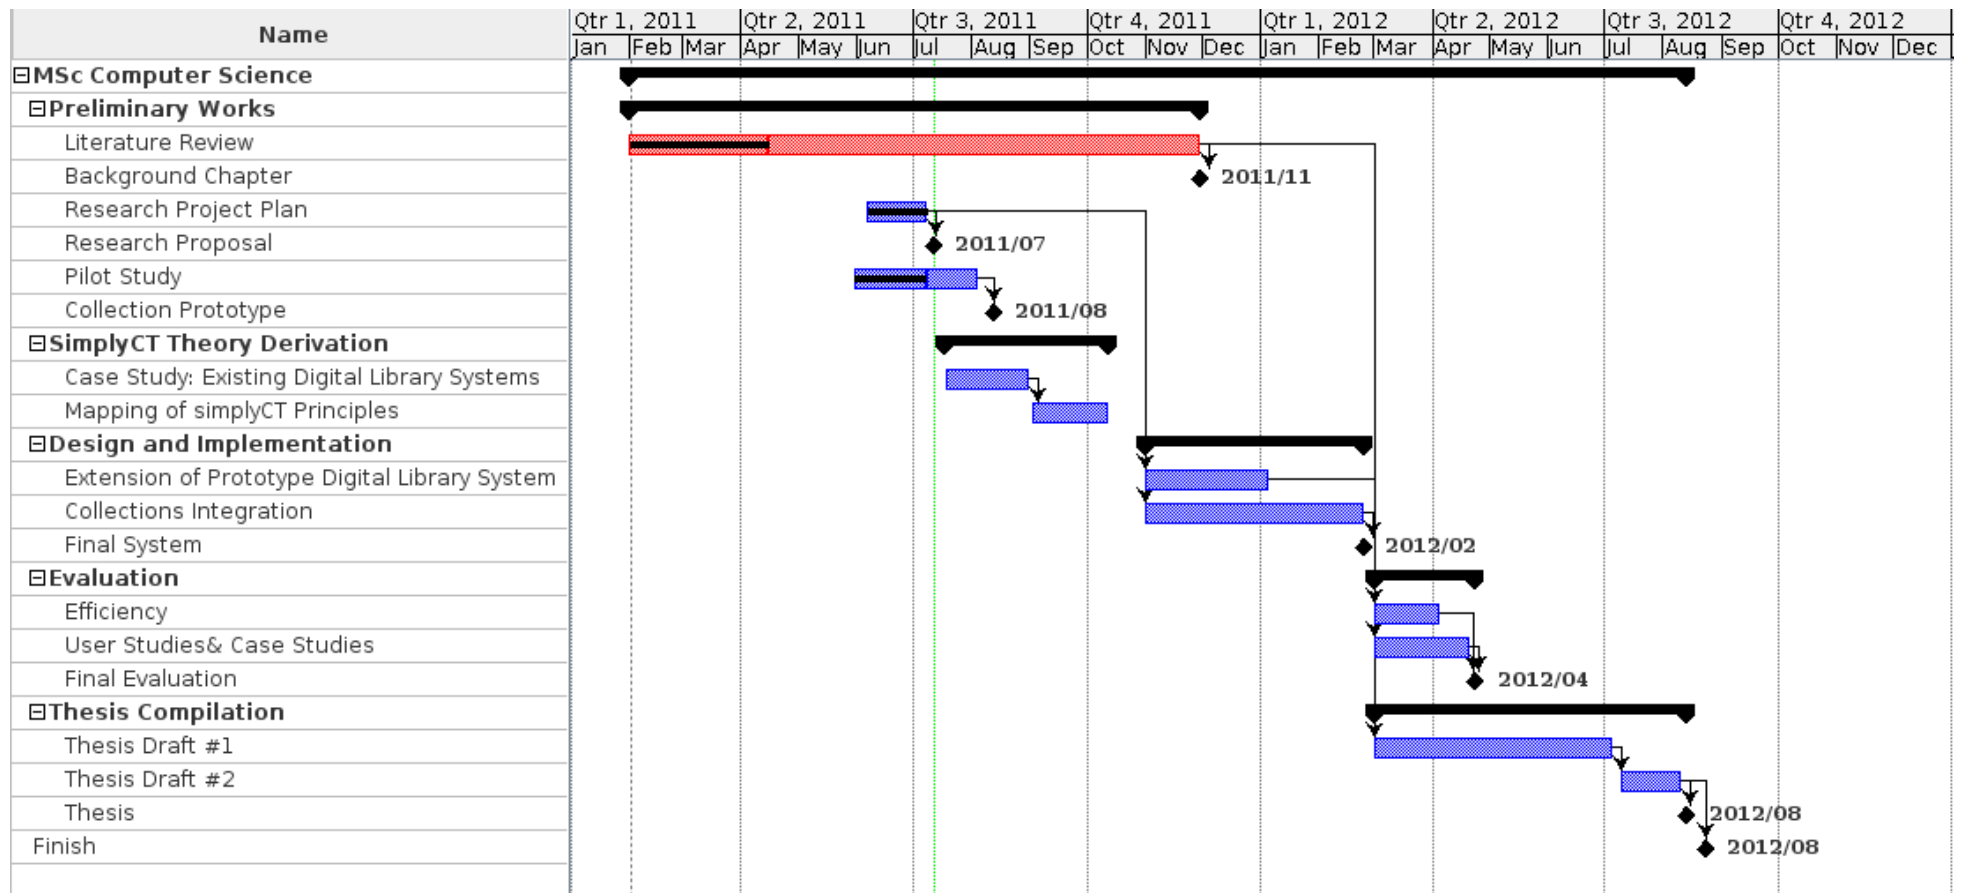 Name
Qtr 1, 2011 Qtr 2, 2011 Qtr 3, 2011 Qtr 4, 2011 Qtr 1, 2012 Qtr 2, 2012 Qtr 3, 2012 Qtr 4, 2012
Jan Feb Mar Apr May Jun Jul Aug Sep Oct Nov Dec Jan Feb Mar Apr May Jun Jul Aug Sep Oct Nov Dec
MSc Computer Science
Preliminary Works
Literature Review
Background Chapter 2011/11
Research Project Plan
Research Proposal 2011/07
Pilot Study
Collection Prototype 2011/08
SimplyCT Theory Derivation
Case Study: Existing Digital Library Systems
Mapping of simplyCT Principles
Design and Implementation
Extension of Prototype Digital Library System
Collections Integration
Final System 2012/02
Evaluation
Efficiency
User Studies& Case Studies
Final Evaluation 2012/04
Thesis Compilation
Thesis Draft #1
Thesis Draft #2
Thesis 2012/08
Finish 2012/08